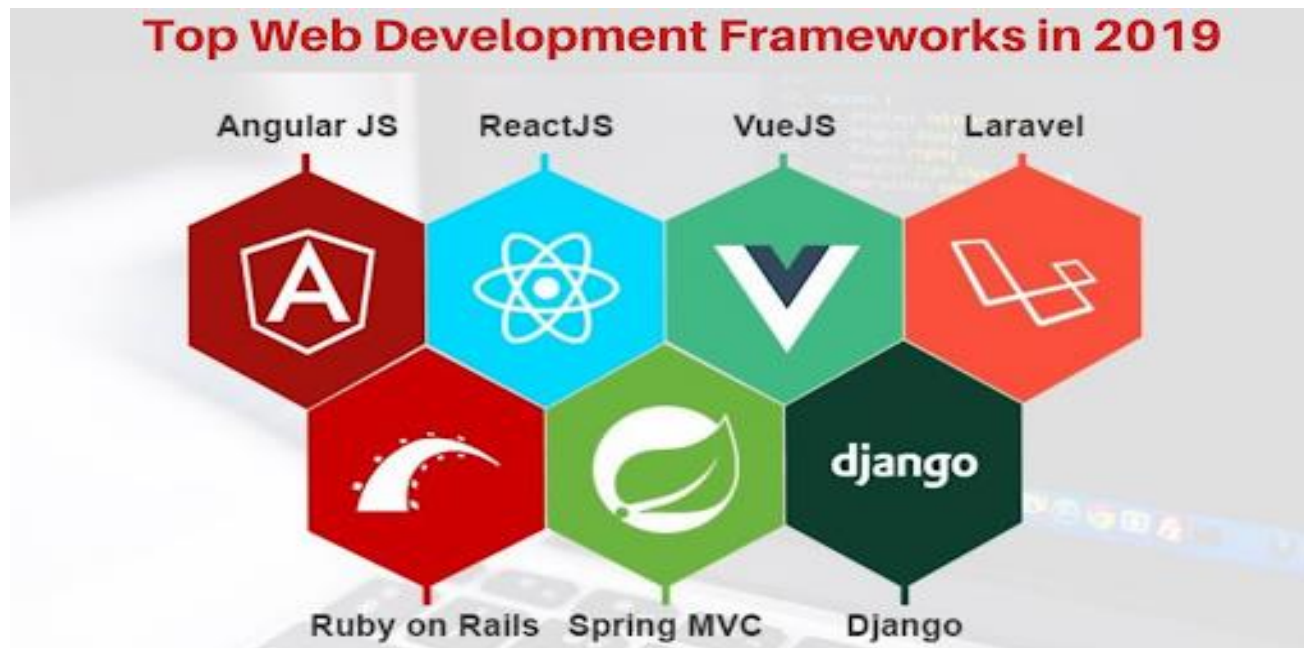 Top Web Development Frameworks in 2019
Angular JS ReactJS VueJS Laravel
A
django
Ruby on Rails Spring MVC Django